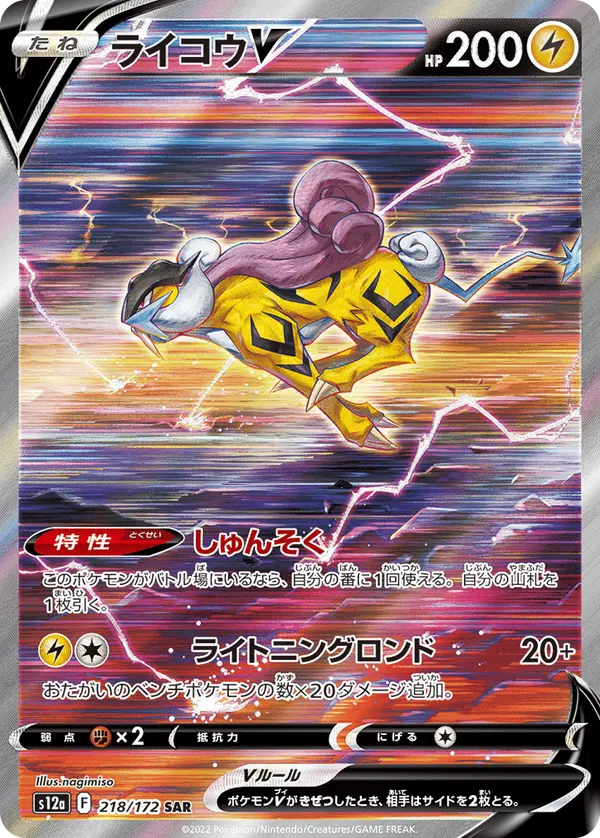 たね ライコウV HP200
特性 とくせい しゅんそく
このポケモンがバトル場にいるなら、自分の番に1回使える。自分の山札を
1枚引く。
ライトニングロンド 20+
おたがいのベンチポケモンの数×20ダメージ追加。
弱点 ×2 抵抗力 にげる
Illus.nagimiso
Vルール
s12a F 218/172 SAR
ポケモンVがきぜつしたとき、相手はサイドを2枚とる。
©2022 Pokémon/Nintendo/Creatures/GAME FREAK.